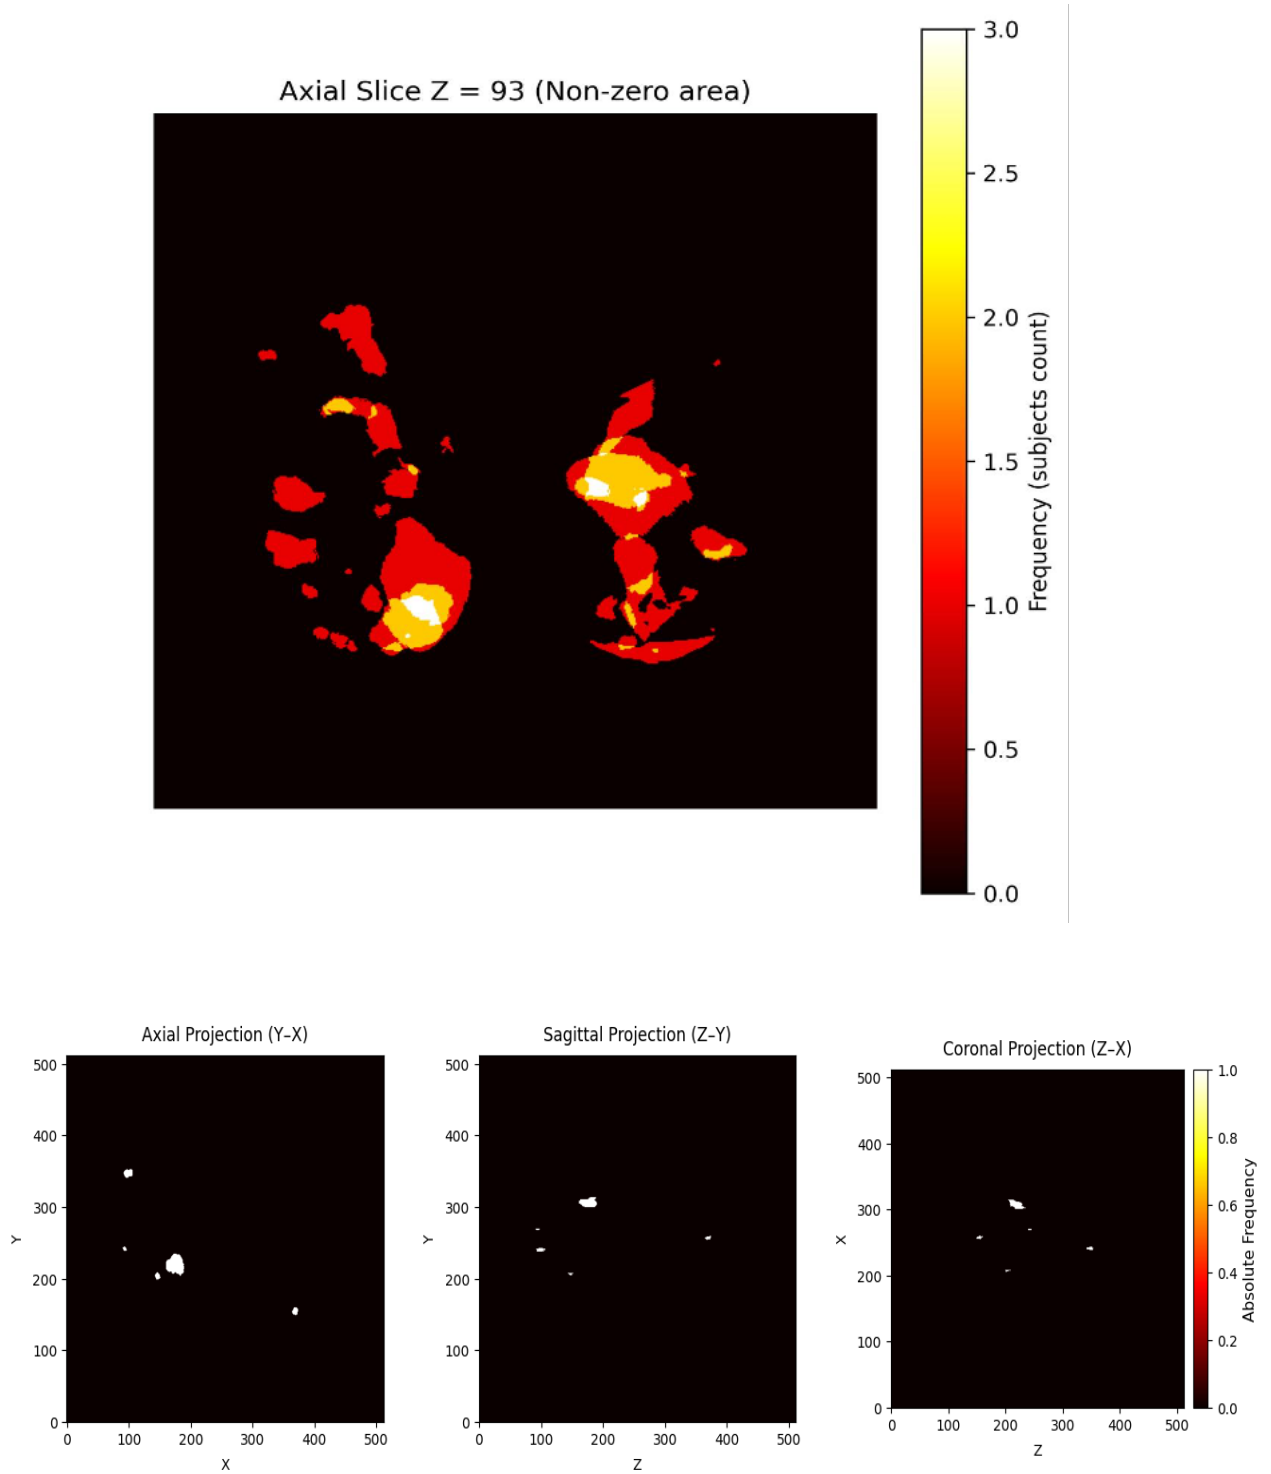 Axial Slice Z = 93 (Non-zero area)
3.0
2.5
2.0
1.5
1.0
0.5
0.0
Frequency (subjects count)
Axial Projection (Y–X)
500
400
300
200
100
0
Y
0 100 200 300 400 500
X
Sagittal Projection (Z–Y)
500
400
300
200
100
0
Y
0 100 200 300 400 500
Z
Coronal Projection (Z–X)
500
400
300
200
100
0
X
0 100 200 300 400 500
Z
1.0
0.8
0.6
0.4
0.2
0.0
Absolute Frequency